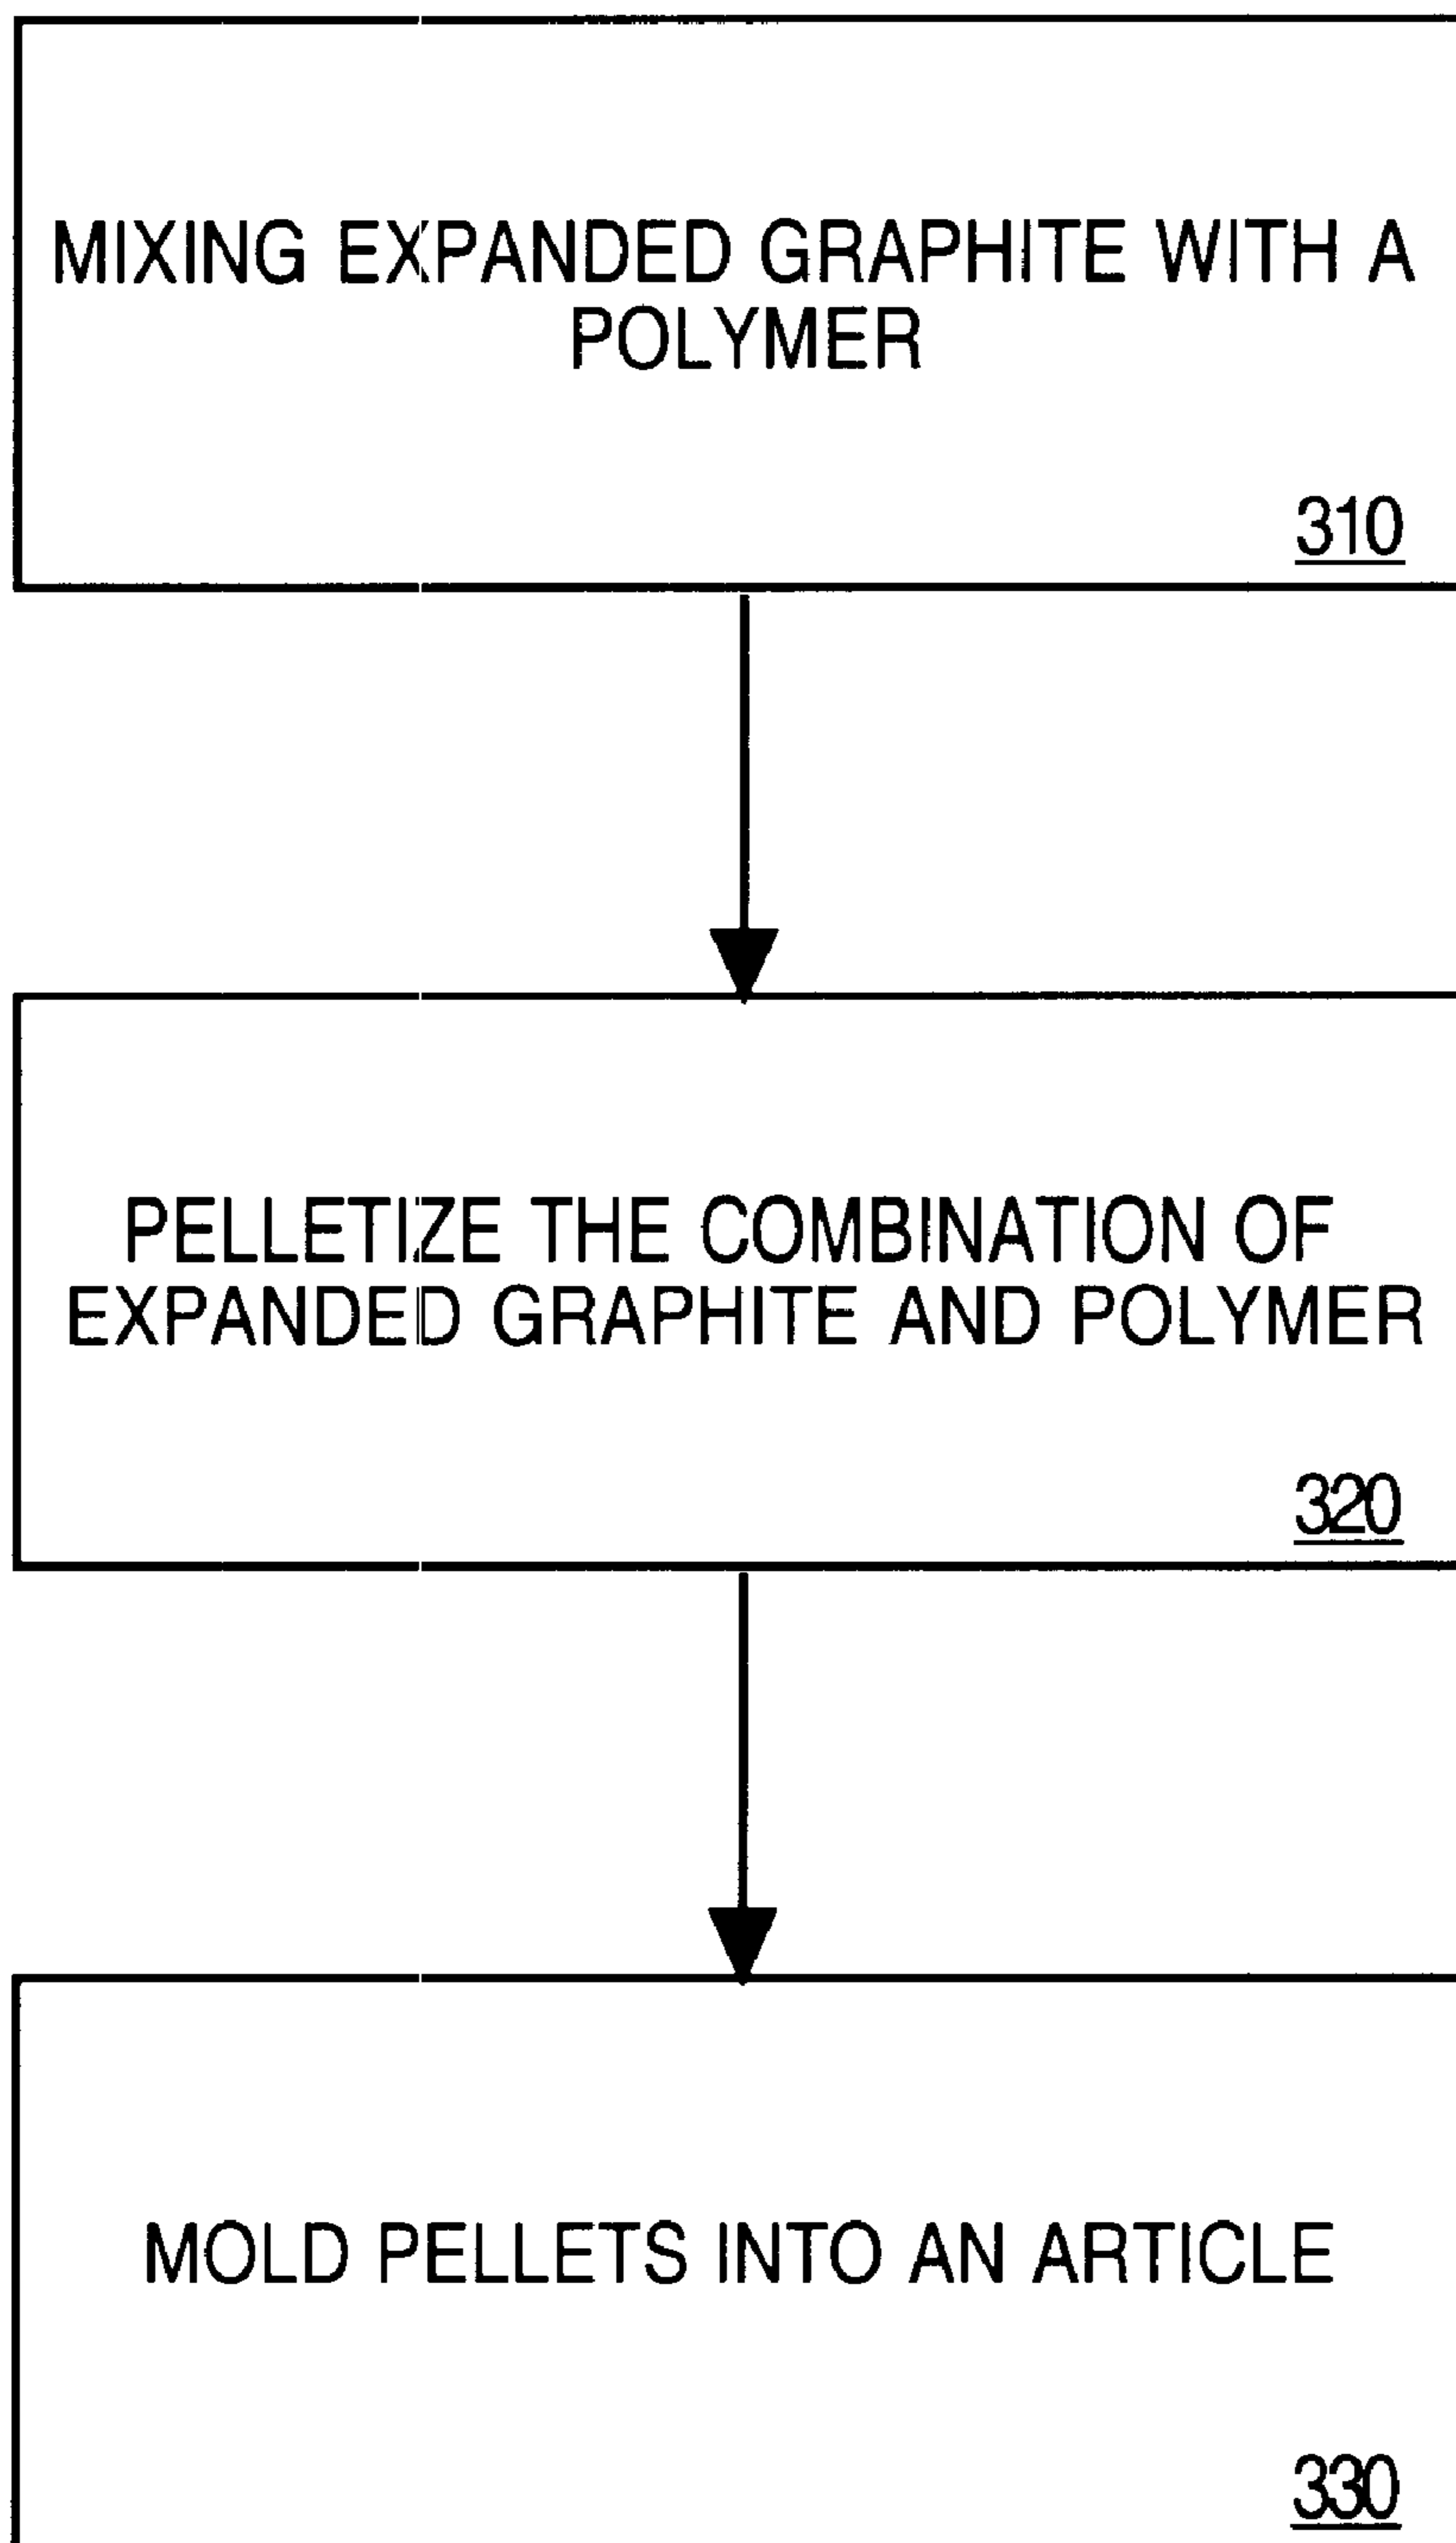 MIXING EXPANDED GRAPHITE WITH A
POLYMER
310
PELLETIZE THE COMBINATION OF
EXPANDED GRAPHITE AND POLYMER
320
MOLD PELLETS INTO AN ARTICLE
330